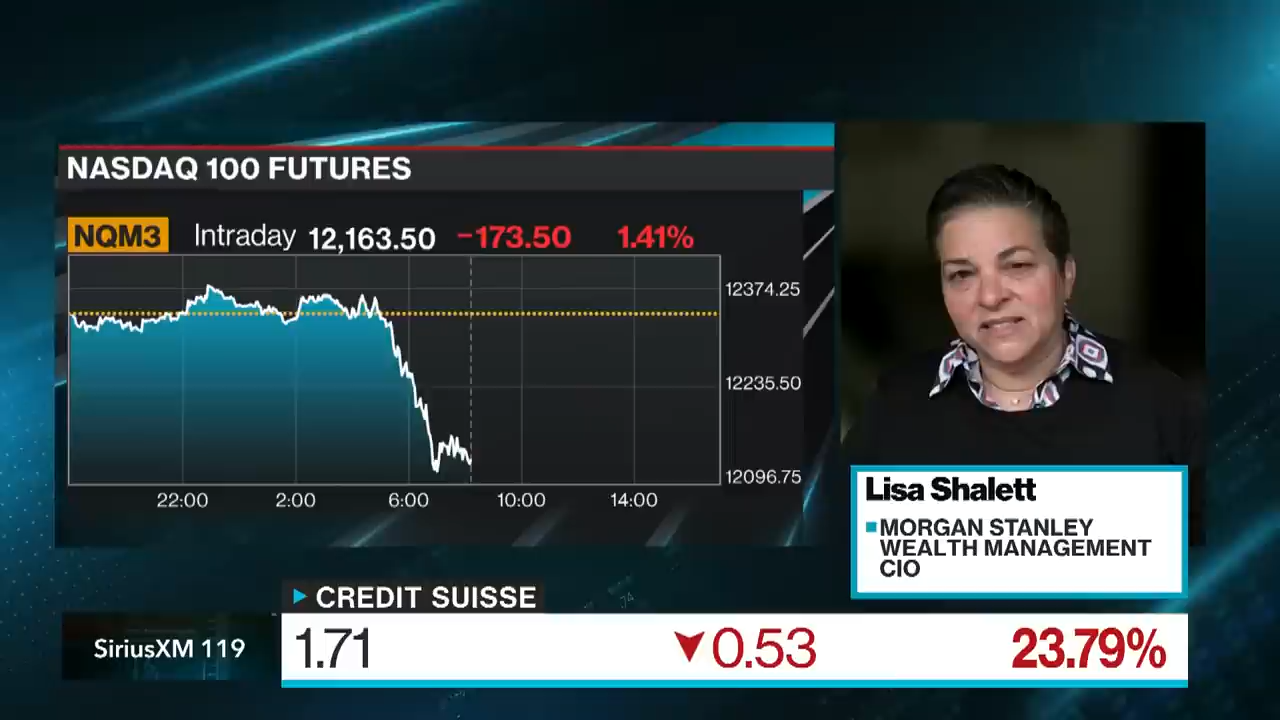 NASDAQ 100 FUTURES
NQM3 Intraday 12,163.50 −173.50 1.41%
12374.25
12235.50
12096.75
22:00 2:00 6:00 10:00 14:00
Lisa Shalett
MORGAN STANLEY
WEALTH MANAGEMENT
CIO
CREDIT SUISSE
SiriusXM 119
1.71 0.53 23.79%